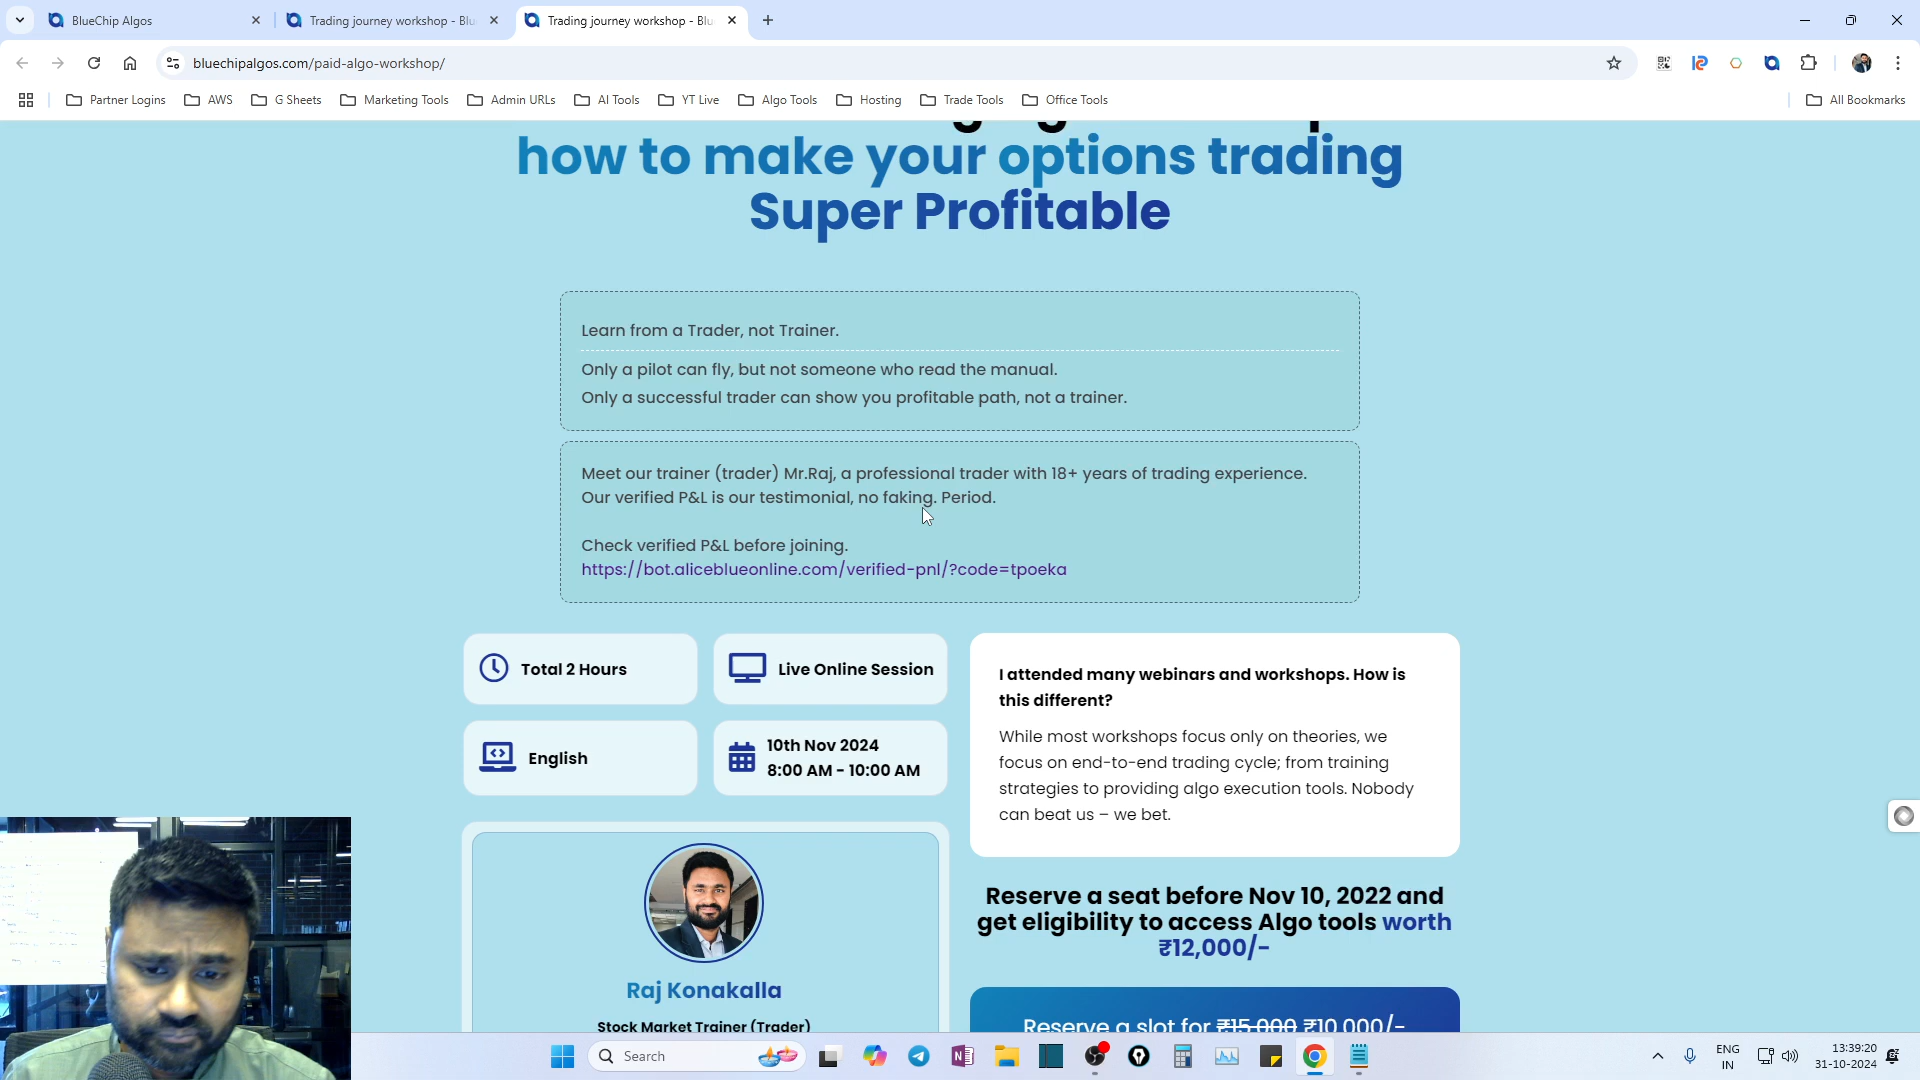 BlueChip Algos
Trading journey workshop - Blu
Trading journey workshop - Blu
bluechipalgos.com/paid-algo-workshop/
Partner Logins
AWS
G Sheets
Marketing Tools
Admin URLs
AI Tools
YT Live
Algo Tools
Hosting
Trade Tools
Office Tools
All Bookmarks
how to make your options trading
Super Profitable
Learn from a Trader, not Trainer.
Only a pilot can fly, but not someone who read the manual.
Only a successful trader can show you profitable path, not a trainer.
Meet our trainer (trader) Mr.Raj, a professional trader with 18+ years of trading experience.
Our verified P&L is our testimonial, no faking. Period.
Check verified P&L before joining.
https://bot.aliceblueonline.com/verified-pnl/?code=tpoeka
Total 2 Hours
Live Online Session
English
10th Nov 2024
8:00 AM - 10:00 AM
I attended many webinars and workshops. How is
this different?
While most workshops focus only on theories, we
focus on end-to-end trading cycle; from training
strategies to providing algo execution tools. Nobody
can beat us – we bet.
Reserve a seat before Nov 10, 2022 and
get eligibility to access Algo tools worth
₹12,000/-
Reserve a slot for ₹15,000 ₹10,000/-
Raj Konakalla
Stock Market Trainer (Trader)
Search
ENG
IN
13:39:20
31-10-2024